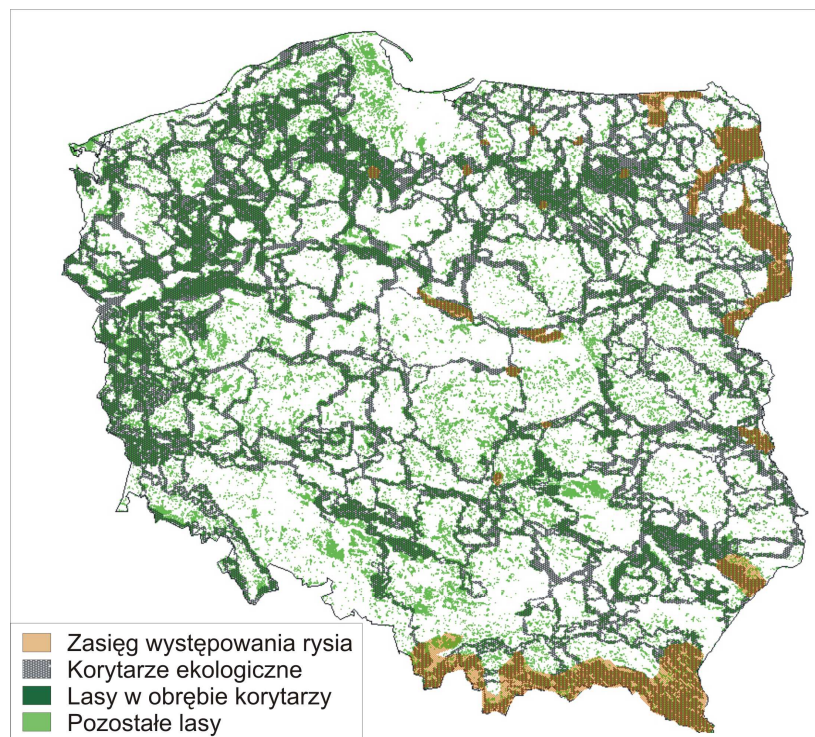 Zasięg występowania rysia
Korytarze ekologiczne
Lasy w obrębie korytarzy
Pozostałe lasy